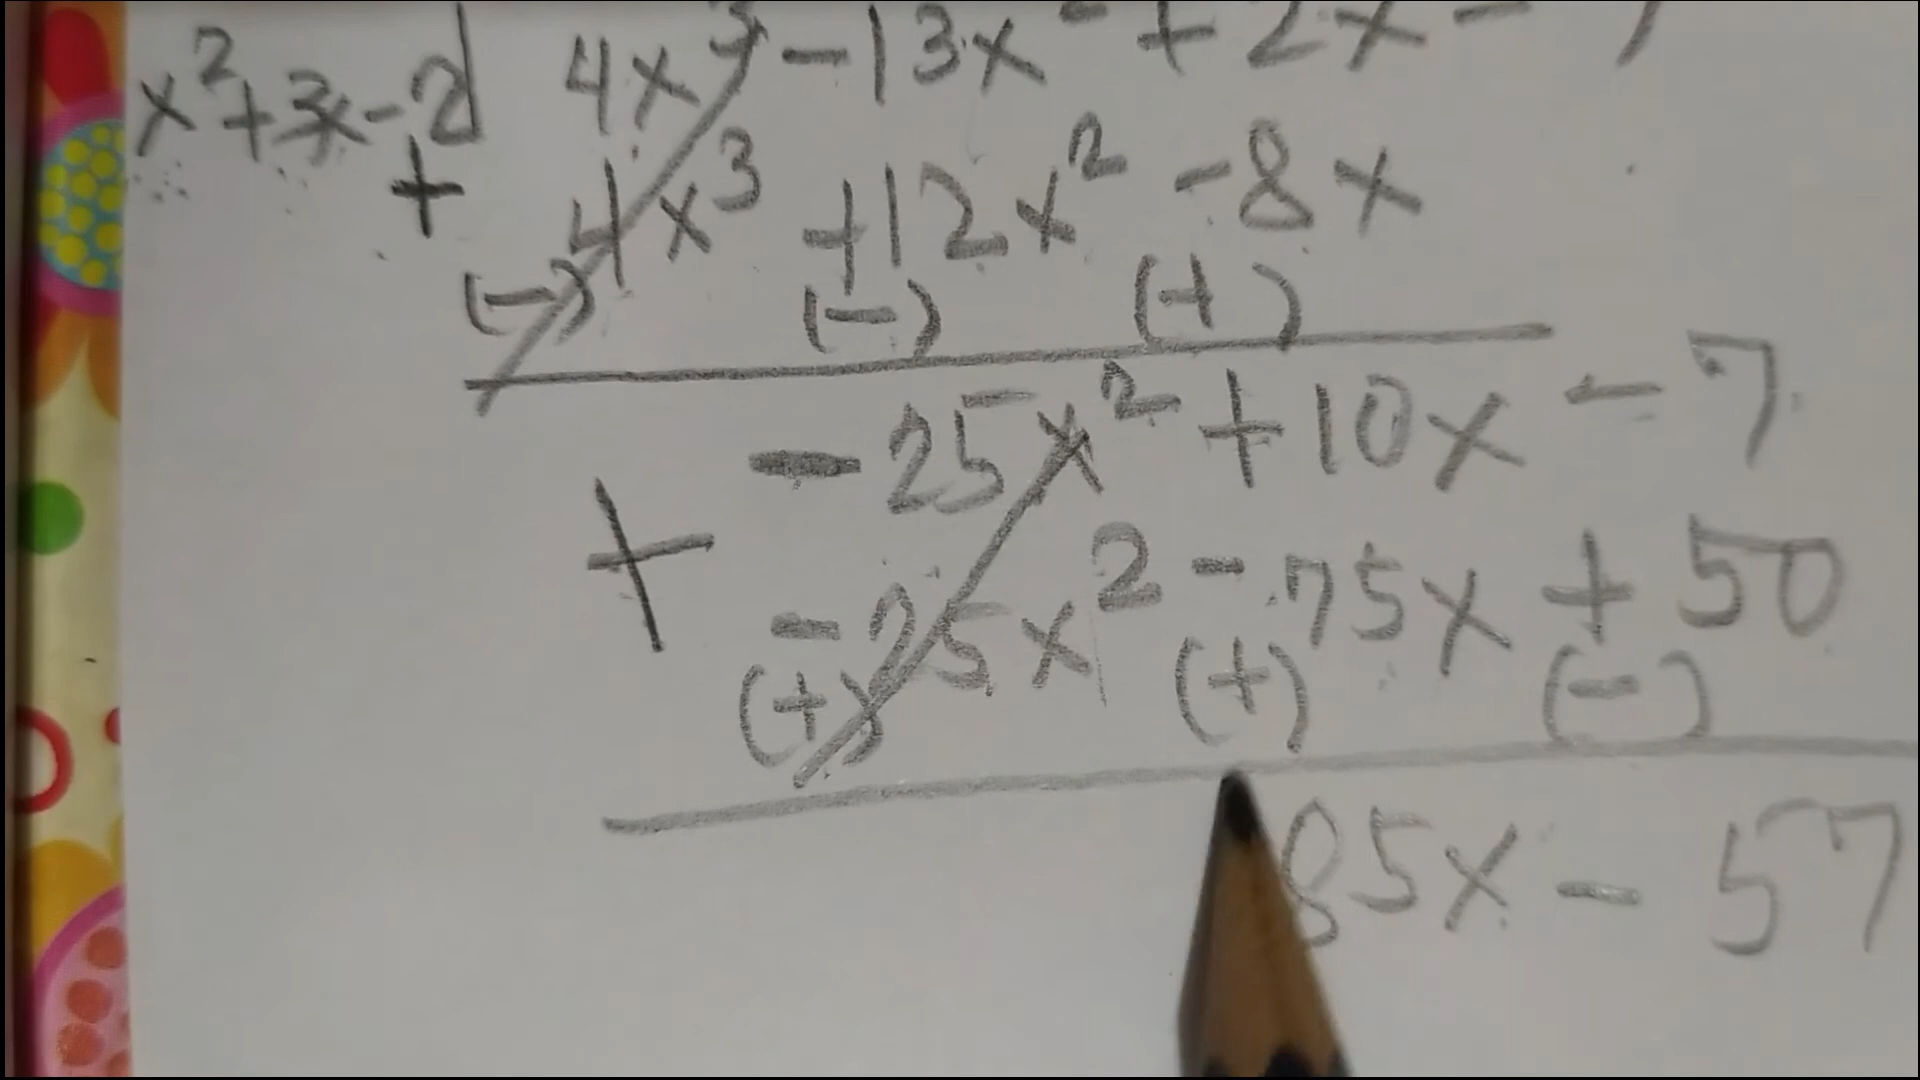 x²+3x-2 4x³ -13x² +2x - 7
+ 4x³ +12x² -8x
(-) (-) (+)
-25x² +10x - 7
+ -25x² - 75x + 50
(+) (+) (-)
85x - 57